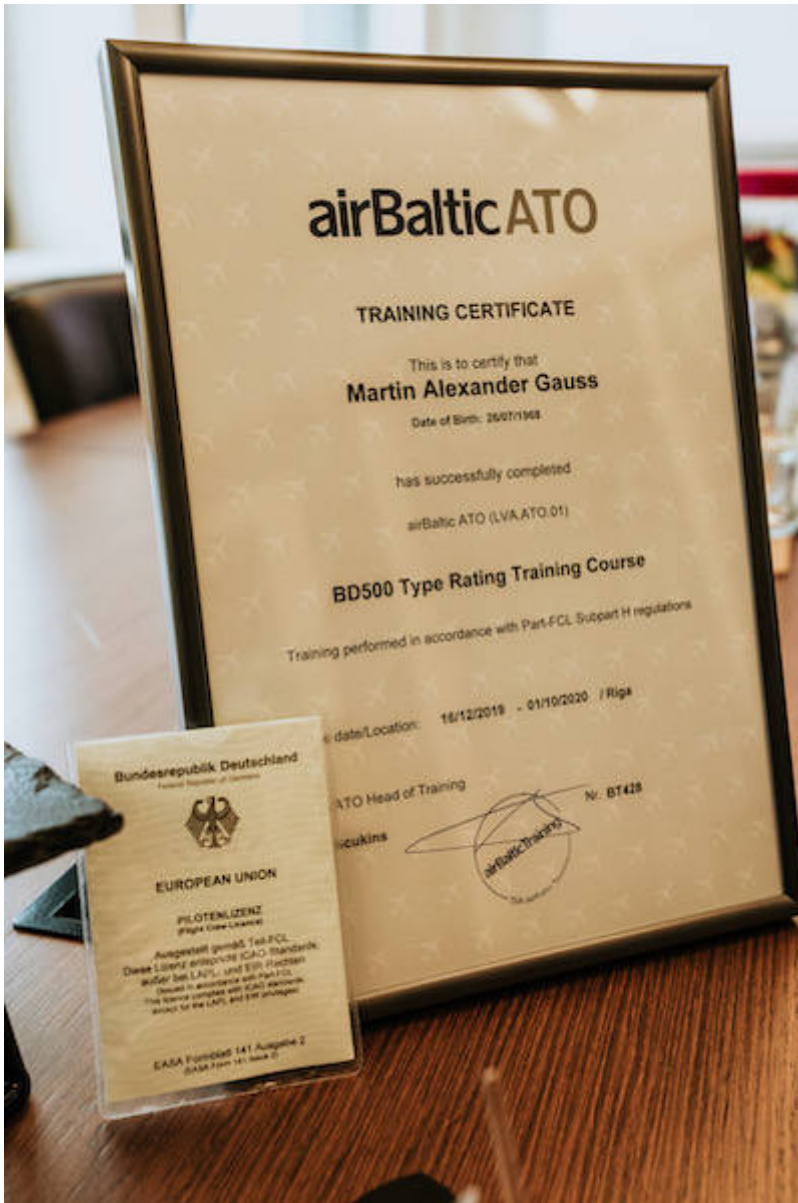 airBaltic ATO
TRAINING CERTIFICATE
This is to certify that
Martin Alexander Gauss
Date of Birth: 26/07/1968
has successfully completed
airBaltic ATO (LVA.ATO.01)
BD500 Type Rating Training Course
Training performed in accordance with Part-FCL Subpart H regulations
date/Location: 16/12/2019 - 01/10/2020 / Riga
ATO Head of Training
Nr. BT428
cukins
airBaltic Training
Bundesrepublik Deutschland
Federal Republic of Germany
EUROPEAN UNION
PILOTENLIZENZ
(Flight Crew Licence)
Ausgestellt gemäß Teil-FCL
Diese Lizenz entspricht ICAO-Standards,
außer bei LAPL- und EIR-Rechten
(Issued in accordance with Part-FCL
This licence complies with ICAO standards,
except for the LAPL and EIR privileges)
EASA Formblatt 141 Ausgabe 2
(EASA Form 141 Issue 2)